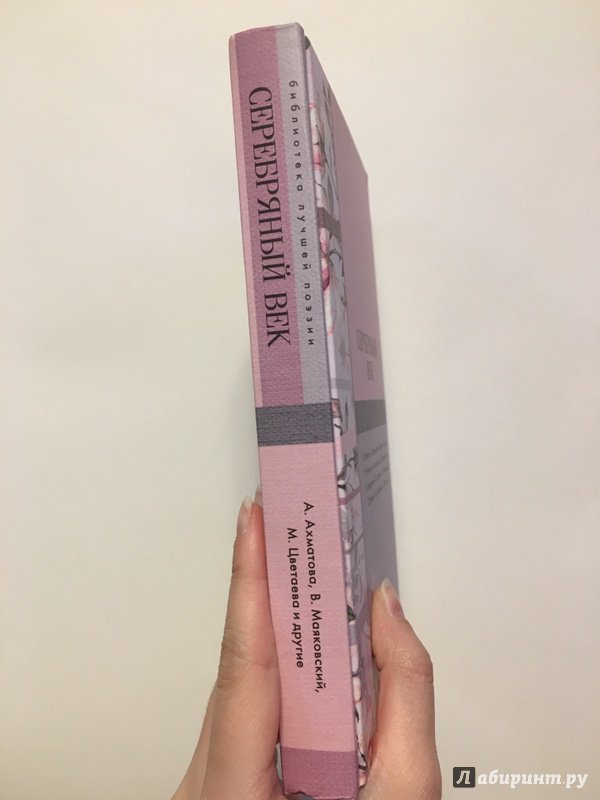 библиотека лучшей поэзии
СЕРЕБРЯНЫЙ ВЕК
А. Ахматова, В. Маяковский,
М. Цветаева и другие
Лабиринт.ру